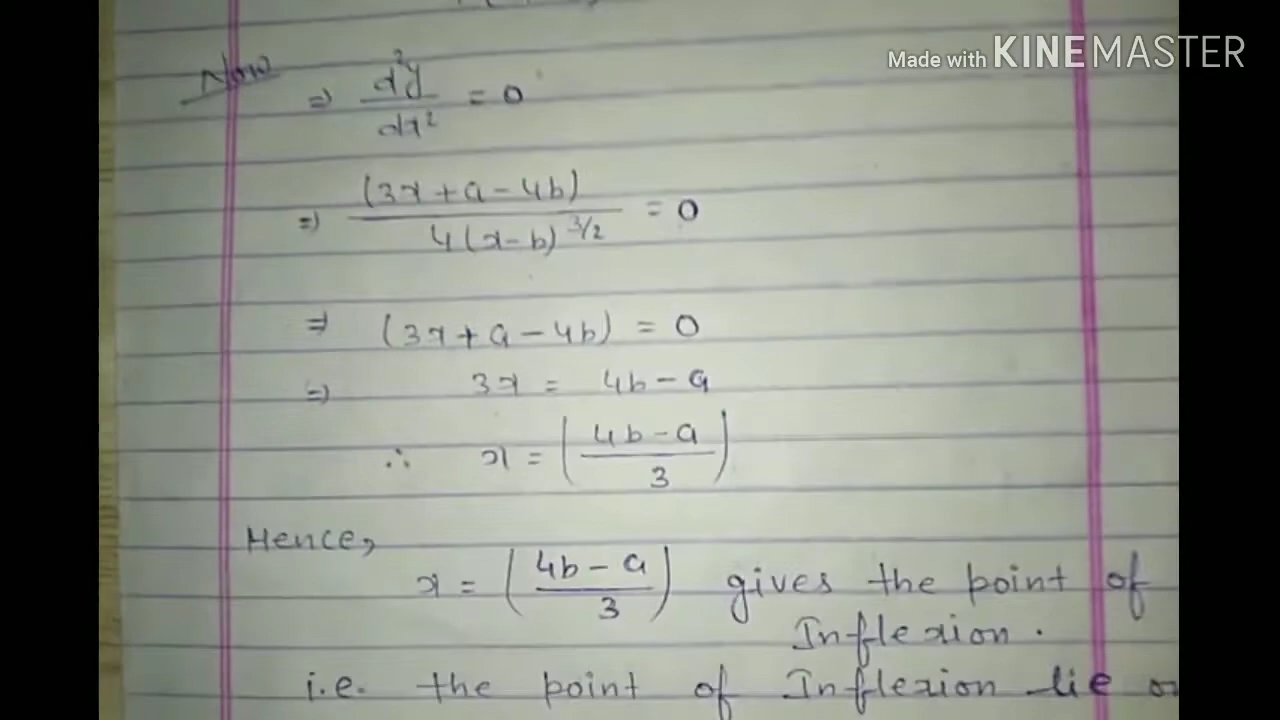 Made with KINEMASTER
Now ⇒ d²y/dx² = 0
⇒ (3x + a - 4b) / 4(x-b)^3/2 = 0
⇒ (3x + a - 4b) = 0
⇒ 3x = 4b - a
∴ x = (4b - a / 3)
Hence,
x = (4b - a / 3) gives the point of
Inflexion.
i.e. the point of Inflexion lie on